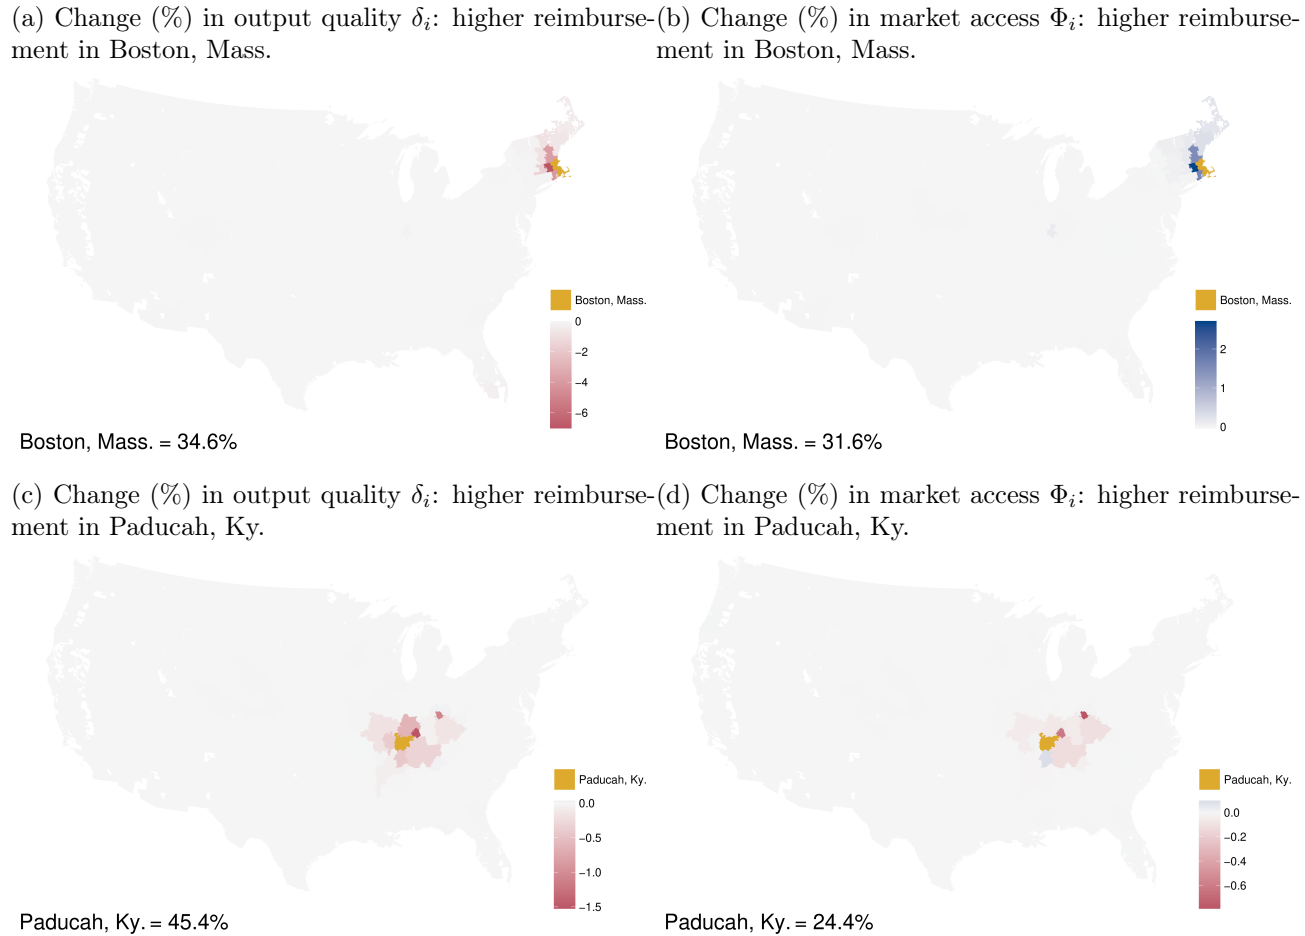 (a) Change (%) in output quality δᵢ: higher reimburse-
ment in Boston, Mass.
(b) Change (%) in market access Φᵢ: higher reimburse-
ment in Boston, Mass.
Boston, Mass.
0
−2
−4
−6
Boston, Mass. = 34.6%
Boston, Mass.
2
1
0
Boston, Mass. = 31.6%
(c) Change (%) in output quality δᵢ: higher reimburse-
ment in Paducah, Ky.
(d) Change (%) in market access Φᵢ: higher reimburse-
ment in Paducah, Ky.
Paducah, Ky.
0.0
−0.5
−1.0
−1.5
Paducah, Ky. = 45.4%
Paducah, Ky.
0.0
−0.2
−0.4
−0.6
Paducah, Ky. = 24.4%